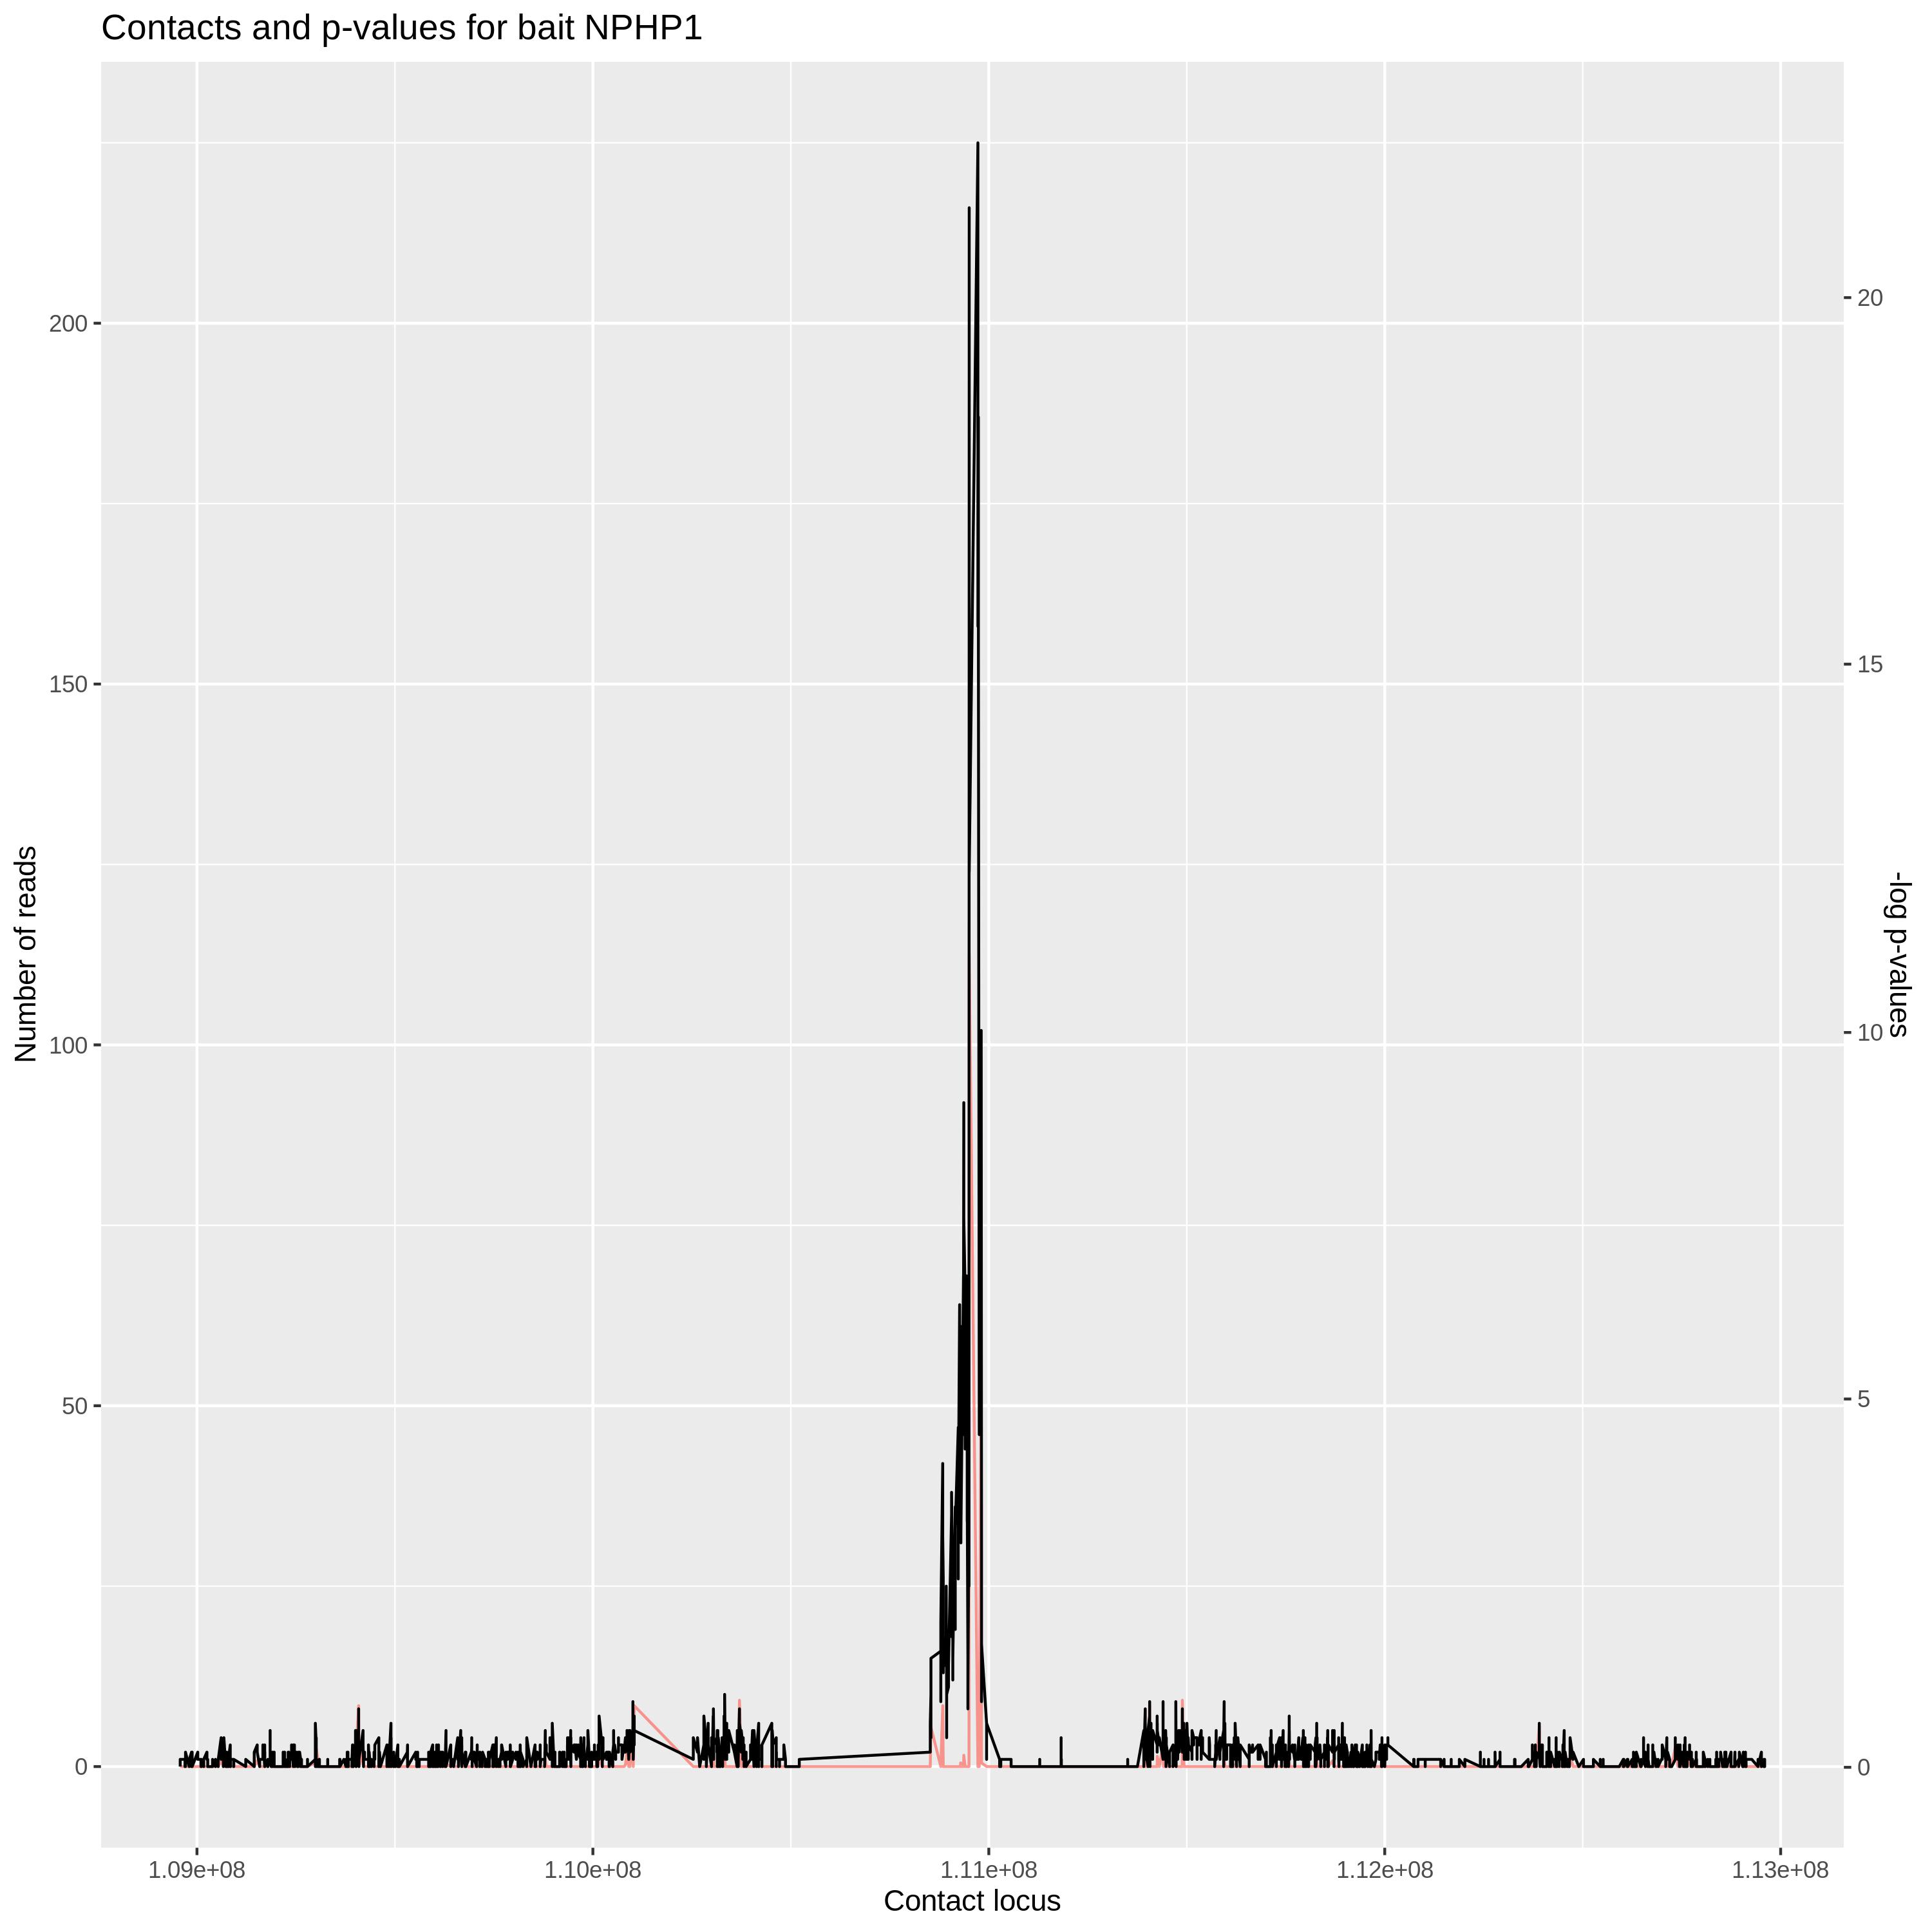 Contacts and p-values for bait NPHP1
Number of reads
200
150
100
50
0
20
15
10
5
0
-log p-values
1.09e+08 1.10e+08 1.11e+08 1.12e+08 1.13e+08
Contact locus